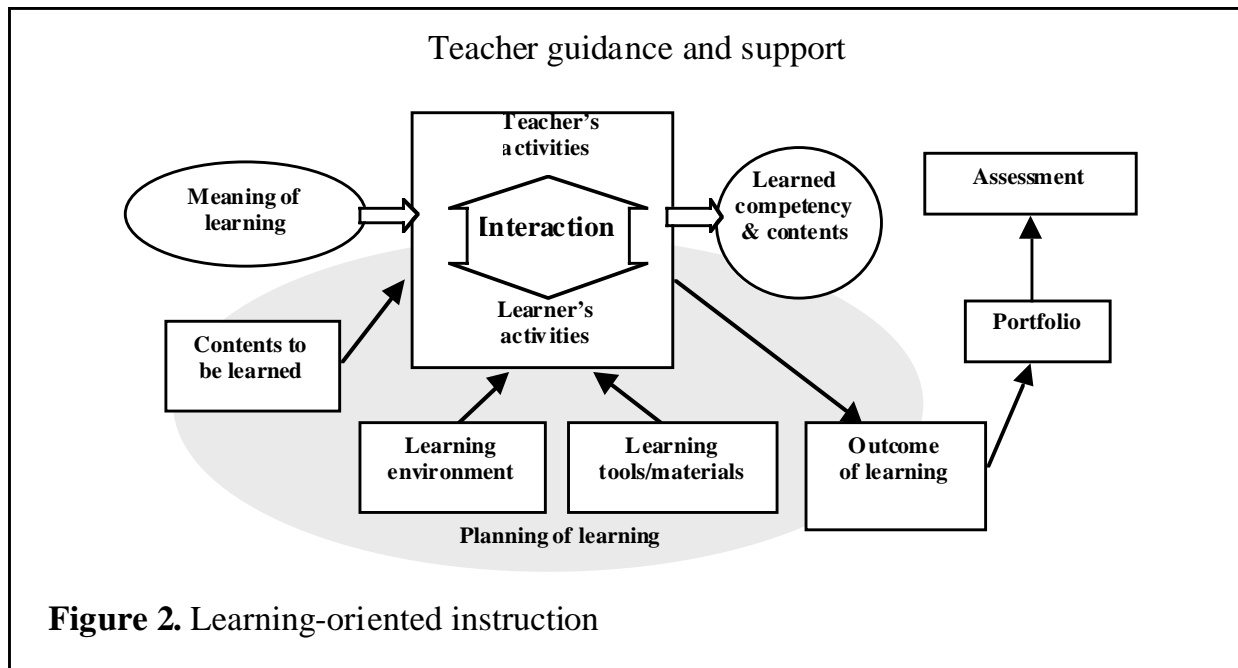 Teacher guidance and support
Teacher's
activities
Meaning of
learning
Interaction
Learned
competency
& contents
Assessment
Learner's
activities
Contents to
be learned
Portfolio
Learning
environment
Learning
tools/materials
Outcome
of learning
Planning of learning
Figure 2. Learning-oriented instruction